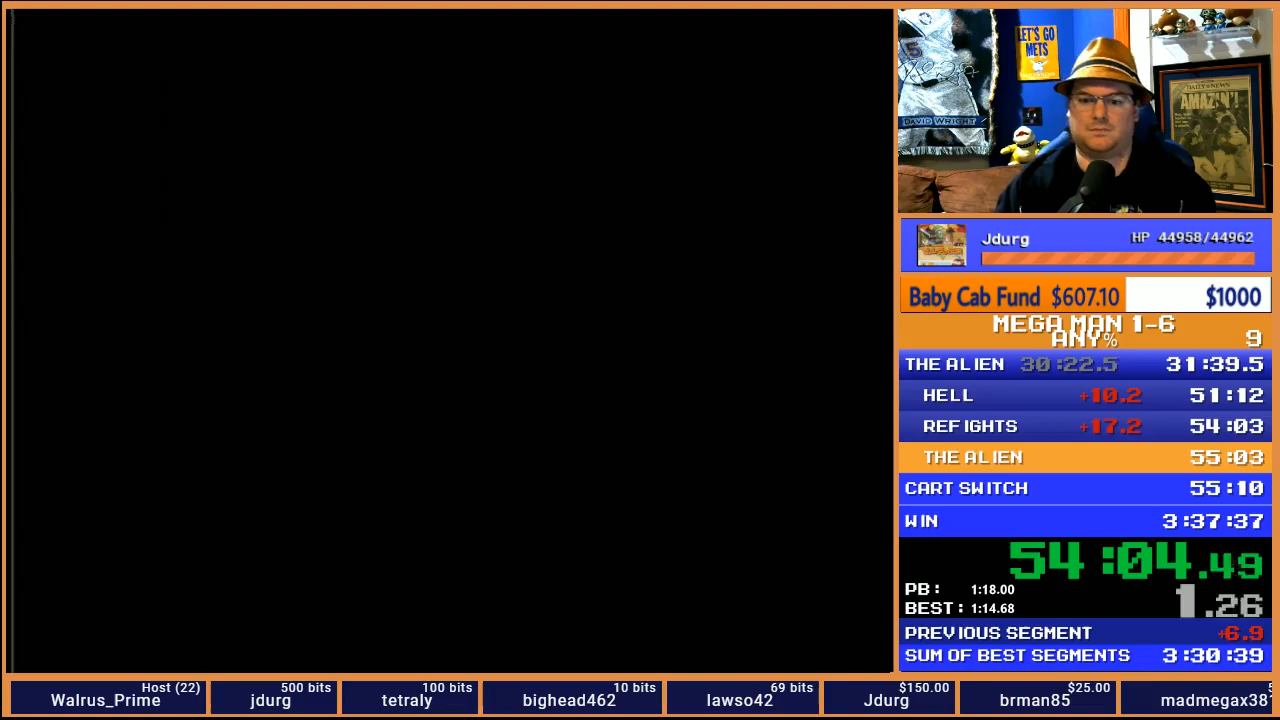 LET'S GO
METS
5
DAVID WRIGHT
DAILY NEWS
AMAZIN'!
Jdurg HP 44958/44962
Baby Cab Fund $607.10 $1000
MEGA MAN 1-6
ANY% 9
THE ALIEN 30:22.5 31:39.5
HELL +10.2 51:12
REFIGHTS +17.2 54:03
THE ALIEN 55:03
CART SWITCH 55:10
WIN 3:37:37
54:04.49
PB: 1:18.00
BEST: 1:14.68 1.26
PREVIOUS SEGMENT +6.9
SUM OF BEST SEGMENTS 3:30:39
Host (22) 500 bits 100 bits 10 bits 69 bits $150.00 $25.00
Walrus_Prime jdurg tetraly bighead462 lawso42 Jdurg brman85 madmegax38